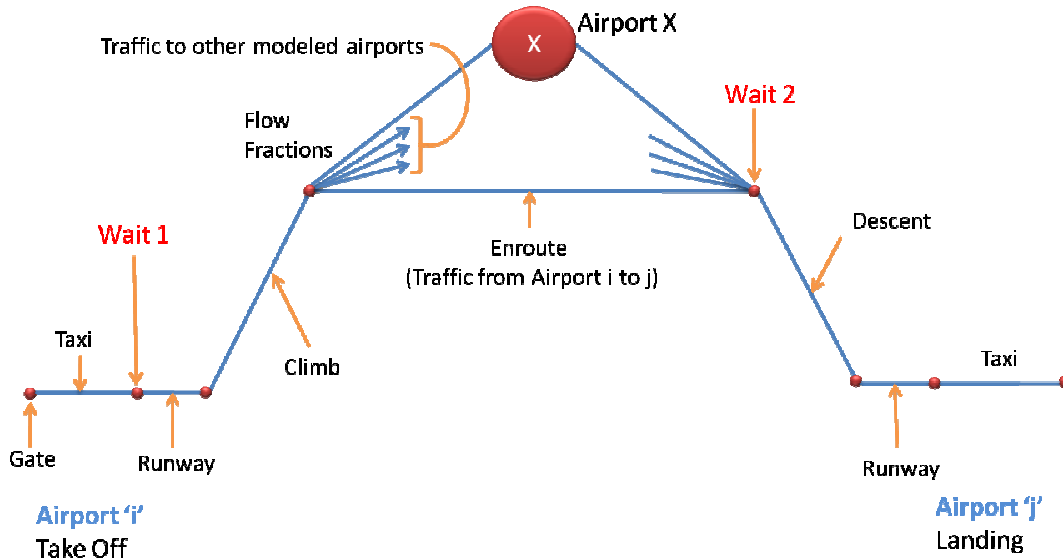 Airport X
X
Traffic to other modeled airports
Wait 2
Flow
Fractions
Descent
Wait 1
Enroute
(Traffic from Airport i to j)
Taxi
Climb
Taxi
Gate
Runway
Runway
Airport ‘i’
Take Off
Airport ‘j’
Landing